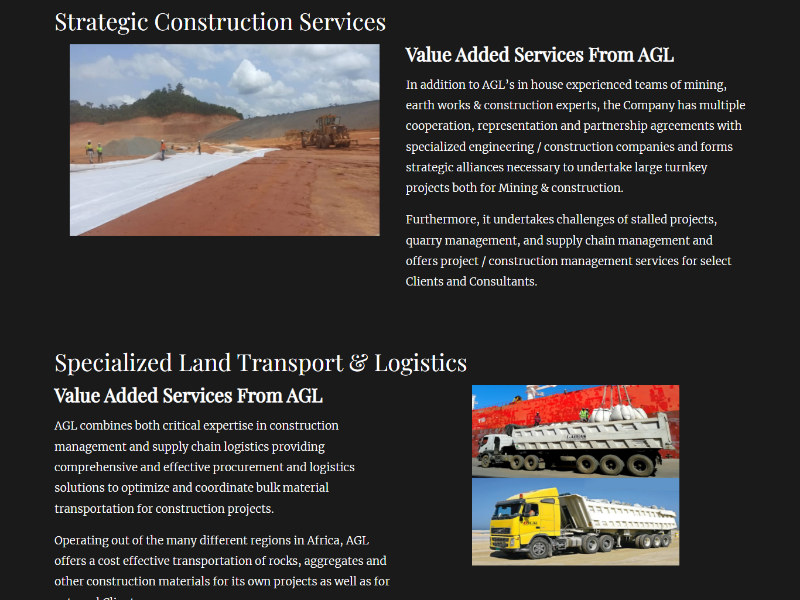 Strategic Construction Services
Value Added Services From AGL
In addition to AGL’s in house experienced teams of mining,
earth works & construction experts, the Company has multiple
cooperation, representation and partnership agreements with
specialized engineering / construction companies and forms
strategic alliances necessary to undertake large turnkey
projects both for Mining & construction.
Furthermore, it undertakes challenges of stalled projects,
quarry management, and supply chain management and
offers project / construction management services for select
Clients and Consultants.
Specialized Land Transport & Logistics
Value Added Services From AGL
AGL combines both critical expertise in construction
management and supply chain logistics providing
comprehensive and effective procurement and logistics
solutions to optimize and coordinate bulk material
transportation for construction projects.
Operating out of the many different regions in Africa, AGL
offers a cost effective transportation of rocks, aggregates and
other construction materials for its own projects as well as for